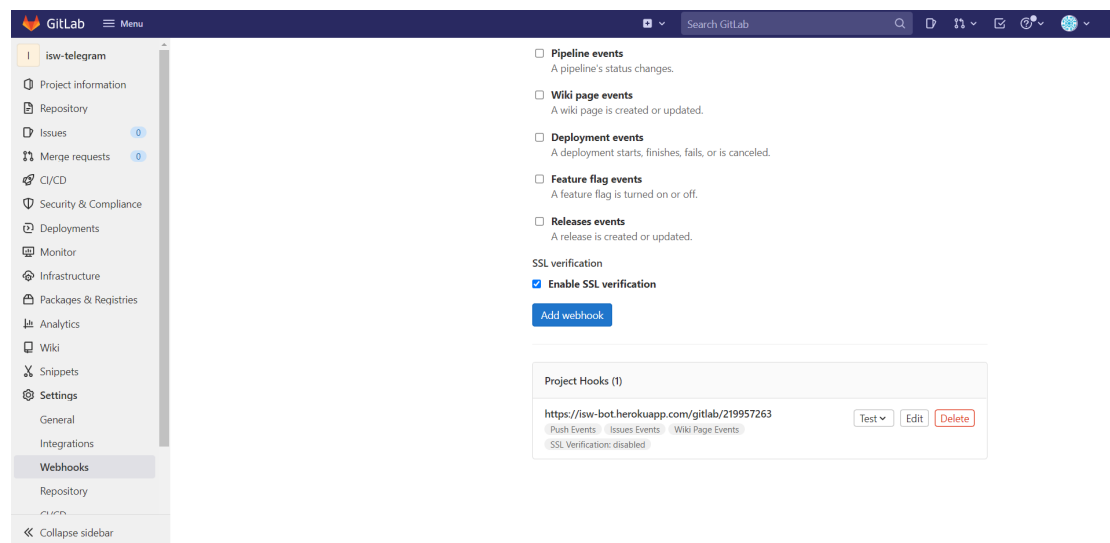 GitLab Menu Search GitLab
I isw-telegram
Project information
Repository
Issues 0
Merge requests 0
CI/CD
Security & Compliance
Deployments
Monitor
Infrastructure
Packages & Registries
Analytics
Wiki
Snippets
Settings
General
Integrations
Webhooks
Repository
CI/CD
Collapse sidebar
Pipeline events
A pipeline's status changes.
Wiki page events
A wiki page is created or updated.
Deployment events
A deployment starts, finishes, fails, or is canceled.
Feature flag events
A feature flag is turned on or off.
Releases events
A release is created or updated.
SSL verification
Enable SSL verification
Add webhook
Project Hooks (1)
https://isw-bot.herokuapp.com/gitlab/219957263
Test Edit Delete
Push Events Issues Events Wiki Page Events
SSL Verification: disabled